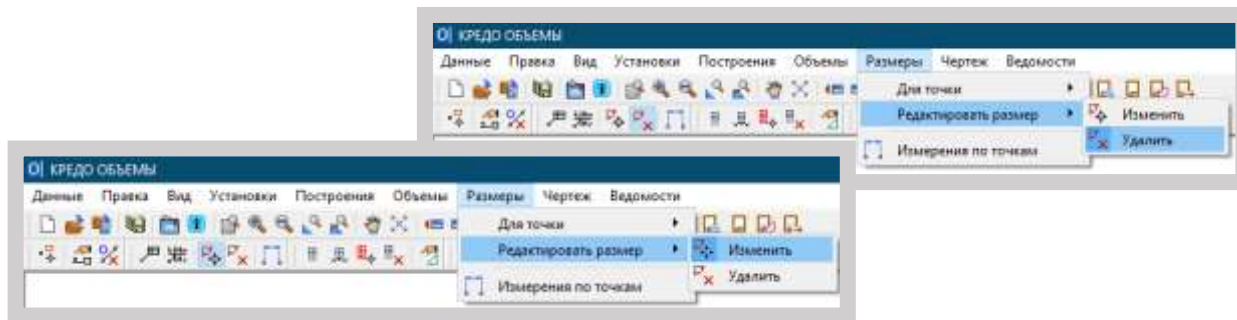 КРЕДО ОБЪЕМЫ
Данные Правка Вид Установки Построения Объемы Размеры Чертеж Ведомости
Для точки
Редактировать размер
Изменить
Удалить
Измерения по точкам
КРЕДО ОБЪЕМЫ
Данные Правка Вид Установки Построения Объемы Размеры Чертеж Ведомости
Для точки
Редактировать размер
Изменить
Удалить
Измерения по точкам